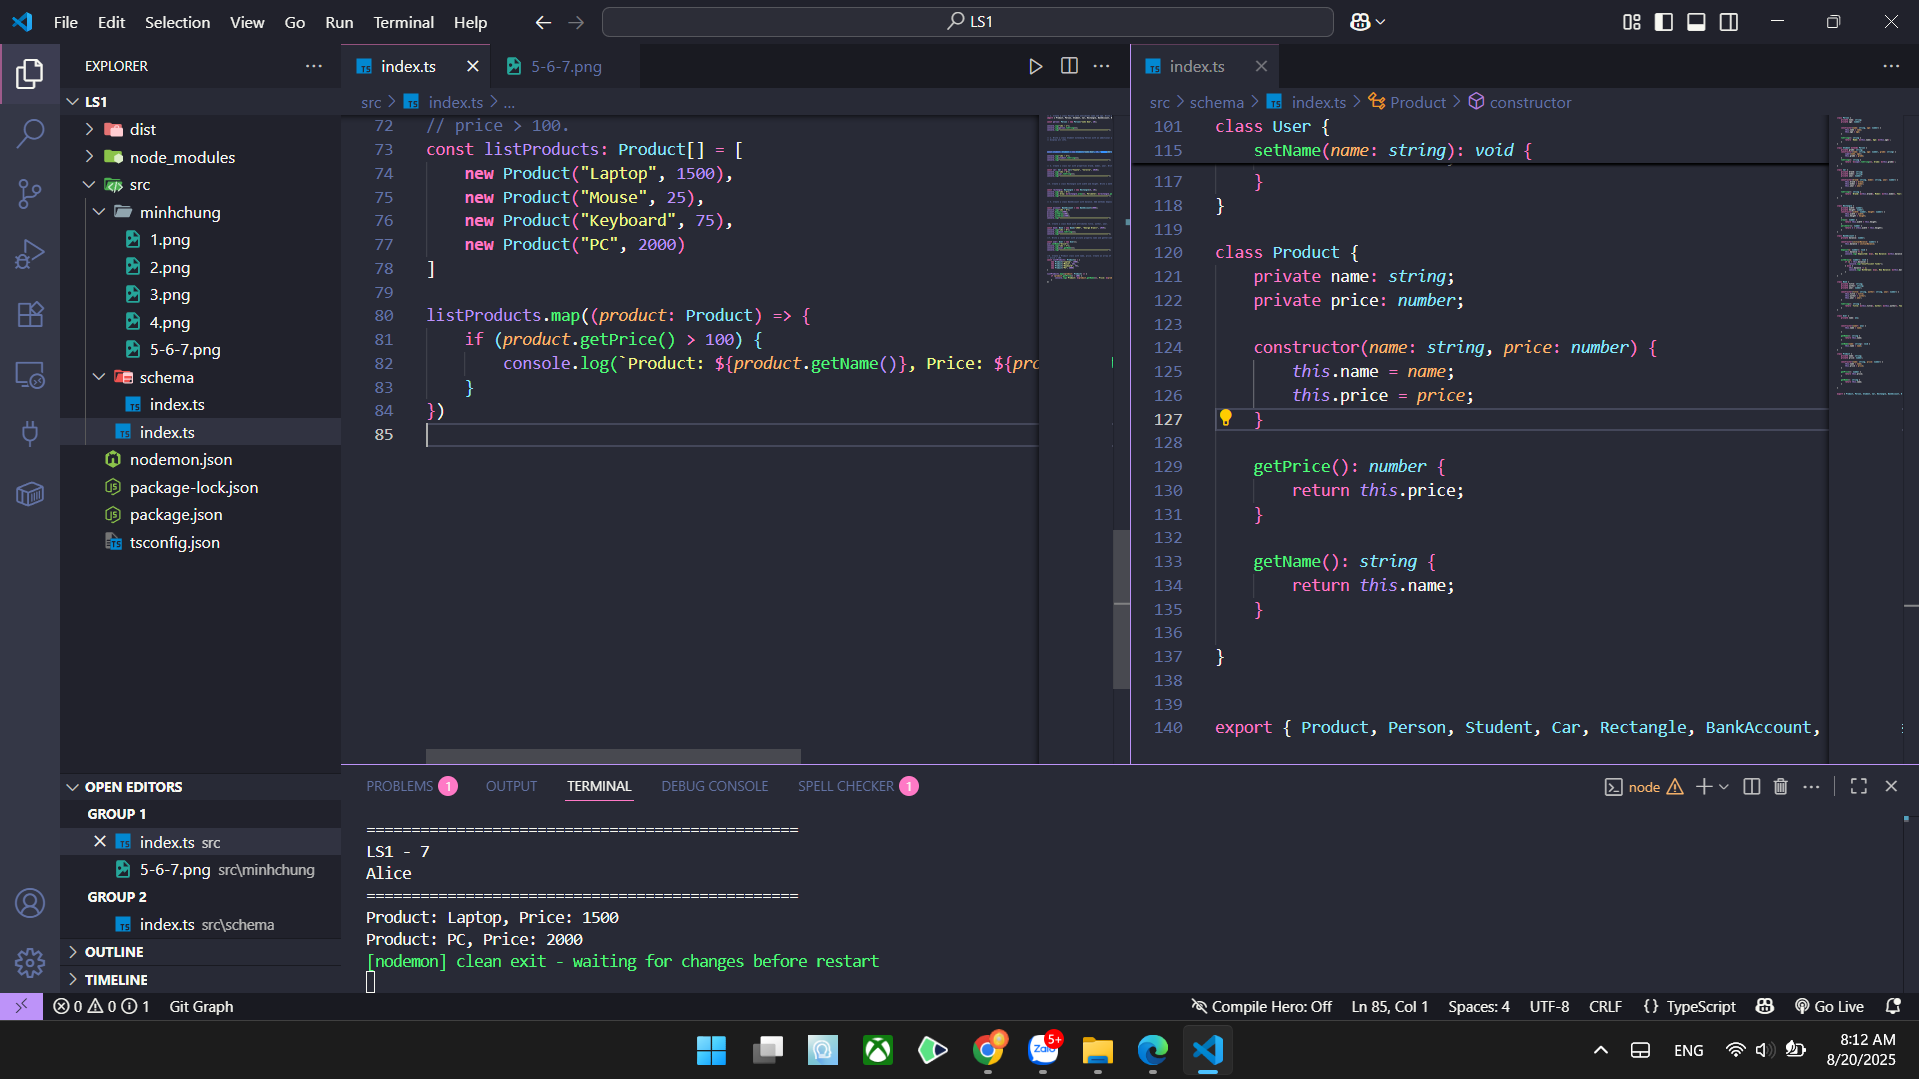 File Edit Selection View Go Run Terminal Help
LS1
EXPLORER
LS1
dist
node_modules
src
minhchung
1.png
2.png
3.png
4.png
5-6-7.png
schema
index.ts
index.ts
nodemon.json
package-lock.json
package.json
tsconfig.json
OPEN EDITORS
GROUP 1
index.ts src
5-6-7.png src\minhchung
GROUP 2
index.ts src\schema
OUTLINE
TIMELINE
index.ts
5-6-7.png
src > index.ts > ...
72 // price > 100.
73 const listProducts: Product[] = [
74 new Product("Laptop", 1500),
75 new Product("Mouse", 25),
76 new Product("Keyboard", 75),
77 new Product("PC", 2000)
78 ]
79
80 listProducts.map((product: Product) => {
81 if (product.getPrice() > 100) {
82 console.log(`Product: ${product.getName()}, Price: ${pro
83 }
84 })
85
index.ts
src > schema > index.ts > Product > constructor
101 class User {
115 setName(name: string): void {
117 }
118 }
119
120 class Product {
121 private name: string;
122 private price: number;
123
124 constructor(name: string, price: number) {
125 this.name = name;
126 this.price = price;
127 }
128
129 getPrice(): number {
130 return this.price;
131 }
132
133 getName(): string {
134 return this.name;
135 }
136
137 }
138
139
140 export { Product, Person, Student, Car, Rectangle, BankAccount,
PROBLEMS 1 OUTPUT TERMINAL DEBUG CONSOLE SPELL CHECKER 1
node
================================================
LS1 - 7
Alice
================================================
Product: Laptop, Price: 1500
Product: PC, Price: 2000
[nodemon] clean exit - waiting for changes before restart
0 0 1 Git Graph
Compile Hero: Off Ln 85, Col 1 Spaces: 4 UTF-8 CRLF {} TypeScript Go Live
Zalo 5+
ENG
8:12 AM
8/20/2025